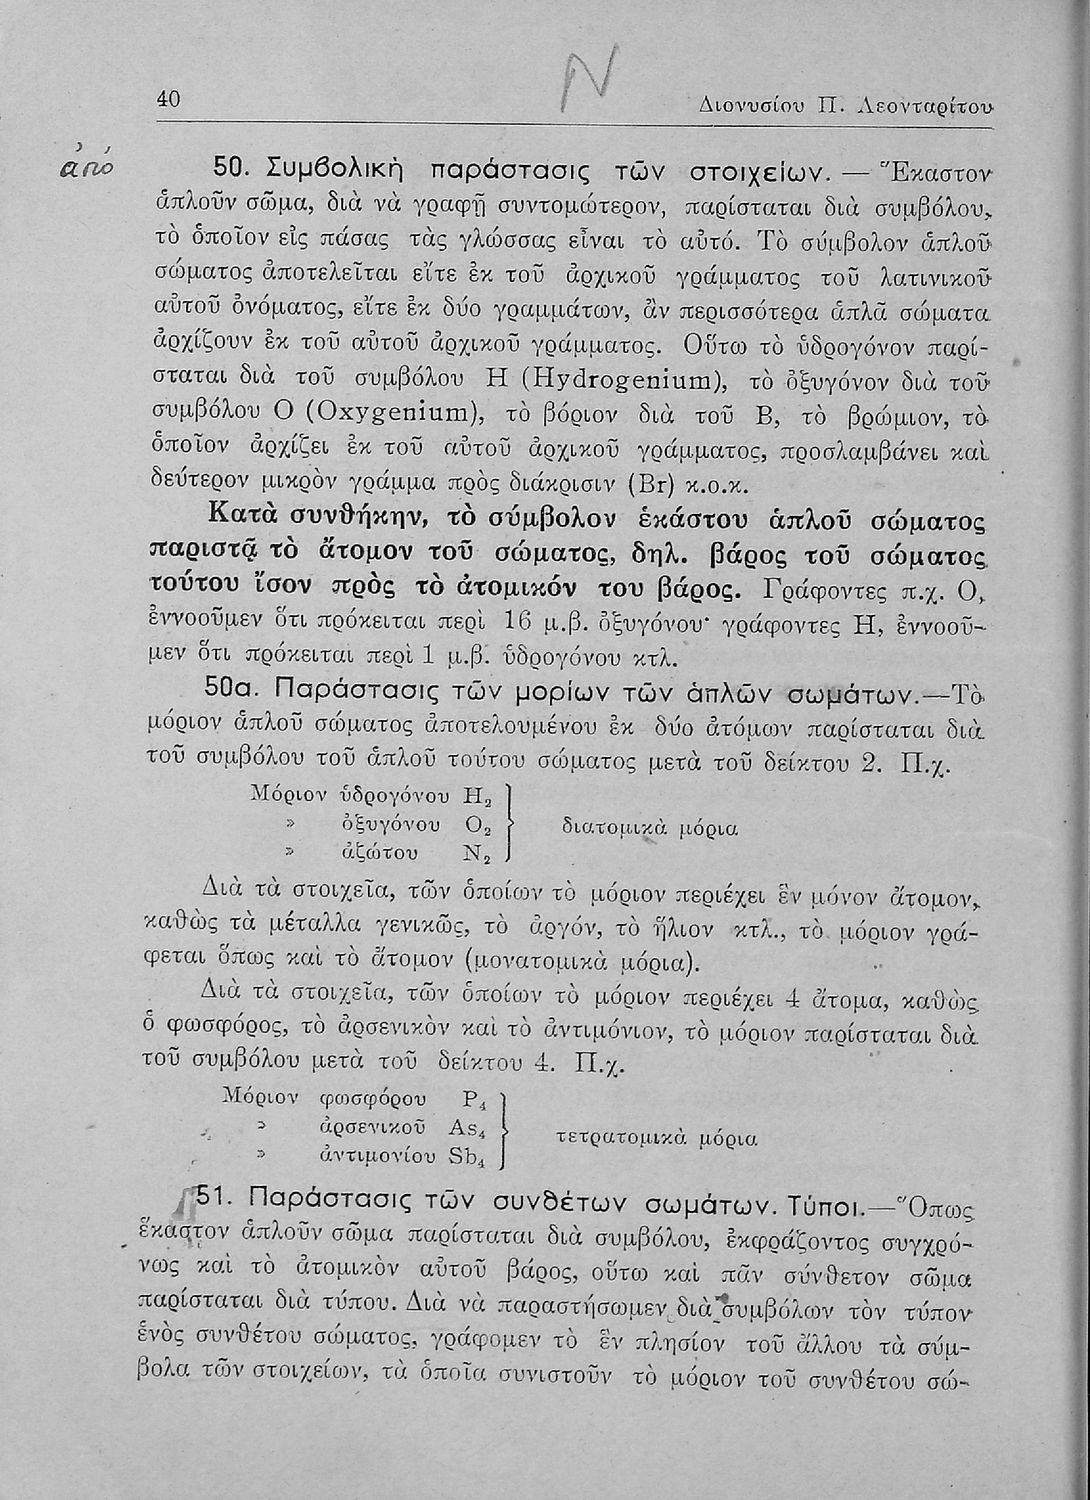 N
40 Διονυσίου Π. Λεονταρίτου
ἀπό
50. Συμβολικὴ παράστασις τῶν στοιχείων. — Ἕκαστον
ἁπλοῦν σῶμα, διὰ νὰ γραφῇ συντομώτερον, παρίσταται διὰ συμβόλου,
τὸ ὁποῖον εἰς πάσας τὰς γλώσσας εἶναι τὸ αὐτό. Τὸ σύμβολον ἁπλοῦ
σώματος ἀποτελεῖται εἴτε ἐκ τοῦ ἀρχικοῦ γράμματος τοῦ λατινικοῦ
αὐτοῦ ὀνόματος, εἴτε ἐκ δύο γραμμάτων, ἂν περισσότερα ἁπλᾶ σώματα
ἀρχίζουν ἐκ τοῦ αὐτοῦ ἀρχικοῦ γράμματος. Οὕτω τὸ ὑδρογόνον παρί-
σταται διὰ τοῦ συμβόλου H (Hydrogenium), τὸ ὀξυγόνον διὰ τοῦ
συμβόλου O (Oxygenium), τὸ βόριον διὰ τοῦ B, τὸ βρώμιον, τὸ
ὁποῖον ἀρχίζει ἐκ τοῦ αὐτοῦ ἀρχικοῦ γράμματος, προσλαμβάνει καὶ
δεύτερον μικρὸν γράμμα πρὸς διάκρισιν (Br) κ.ο.κ.
Κατὰ συνθήκην, τὸ σύμβολον ἑκάστου ἁπλοῦ σώματος
παριστᾷ τὸ ἄτομον τοῦ σώματος, δηλ. βάρος τοῦ σώματος
τούτου ἴσον πρὸς τὸ ἀτομικόν του βάρος. Γράφοντες π.χ. O,
ἐννοοῦμεν ὅτι πρόκειται περὶ 16 μ.β. ὀξυγόνου· γράφοντες H, ἐννοοῦ-
μεν ὅτι πρόκειται περὶ 1 μ.β. ὑδρογόνου κτλ.
50α. Παράστασις τῶν μορίων τῶν ἁπλῶν σωμάτων.—Τὸ
μόριον ἁπλοῦ σώματος ἀποτελουμένου ἐκ δύο ἀτόμων παρίσταται διὰ
τοῦ συμβόλου τοῦ ἁπλοῦ τούτου σώματος μετὰ τοῦ δείκτου 2. Π.χ.
Μόριον ὑδρογόνου H₂
» ὀξυγόνου O₂ } διατομικὰ μόρια
» ἀζώτου N₂
Διὰ τὰ στοιχεῖα, τῶν ὁποίων τὸ μόριον περιέχει ἓν μόνον ἄτομον,
καθὼς τὰ μέταλλα γενικῶς, τὸ ἀργόν, τὸ ἥλιον κτλ., τὸ μόριον γρά-
φεται ὅπως καὶ τὸ ἄτομον (μονατομικὰ μόρια).
Διὰ τὰ στοιχεῖα, τῶν ὁποίων τὸ μόριον περιέχει 4 ἄτομα, καθὼς
ὁ φωσφόρος, τὸ ἀρσενικὸν καὶ τὸ ἀντιμόνιον, τὸ μόριον παρίσταται διὰ
τοῦ συμβόλου μετὰ τοῦ δείκτου 4. Π.χ.
Μόριον φωσφόρου P₄
» ἀρσενικοῦ As₄ } τετρατομικὰ μόρια
» ἀντιμονίου Sb₄
51. Παράστασις τῶν συνθέτων σωμάτων. Τύποι.—Ὅπως
ἕκαστον ἁπλοῦν σῶμα παρίσταται διὰ συμβόλου, ἐκφράζοντος συγχρό-
νως καὶ τὸ ἀτομικὸν αὐτοῦ βάρος, οὕτω καὶ πᾶν σύνθετον σῶμα
παρίσταται διὰ τύπου. Διὰ νὰ παραστήσωμεν διὰ συμβόλων τὸν τύπον
ἑνὸς συνθέτου σώματος, γράφομεν τὸ ἓν πλησίον τοῦ ἄλλου τὰ σύμ-
βολα τῶν στοιχείων, τὰ ὁποῖα συνιστοῦν τὸ μόριον τοῦ συνθέτου σώ-